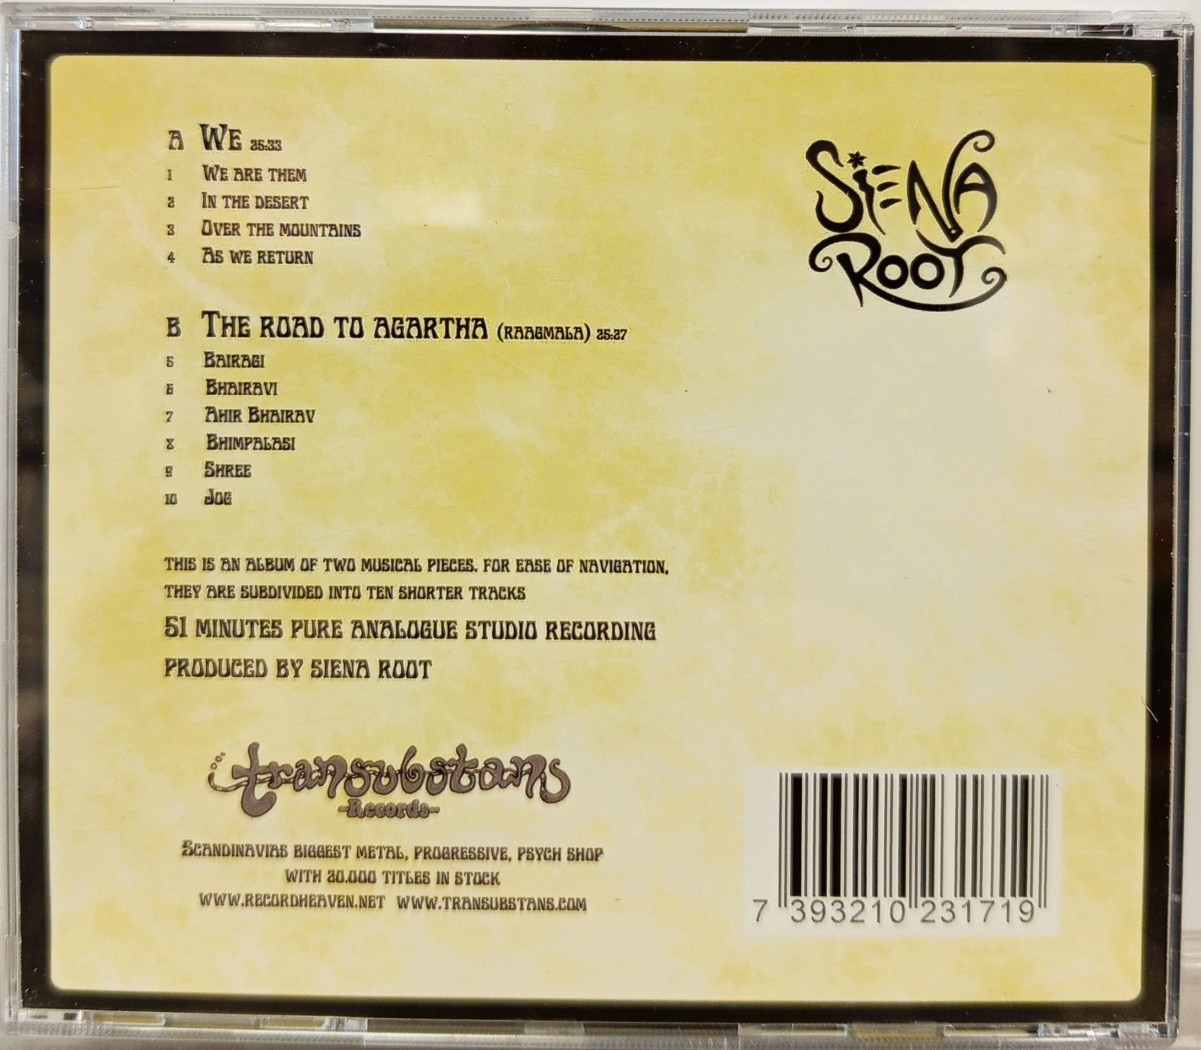 A WE 25:33
1 WE ARE THEM
2 IN THE DESERT
3 OVER THE MOUNTAINS
4 AS WE RETURN
B THE ROAD TO AGARTHA (RAAGMALA) 25:27
5 BAIRAGI
6 BHAIRAVI
7 AHIR BHAIRAV
8 BHIMPALASI
9 SHREE
10 JOG
THIS IS AN ALBUM OF TWO MUSICAL PIECES. FOR EASE OF NAVIGATION,
THEY ARE SUBDIVIDED INTO TEN SHORTER TRACKS
51 MINUTES PURE ANALOGUE STUDIO RECORDING
PRODUCED BY SIENA ROOT
SIENA
ROOT
transubstans
-Records-
SCANDINAVIAS BIGGEST METAL, PROGRESSIVE, PSYCH SHOP
WITH 20.000 TITLES IN STOCK
WWW.RECORDHEAVEN.NET WWW.TRANSUBSTANS.COM
7 393210 231719